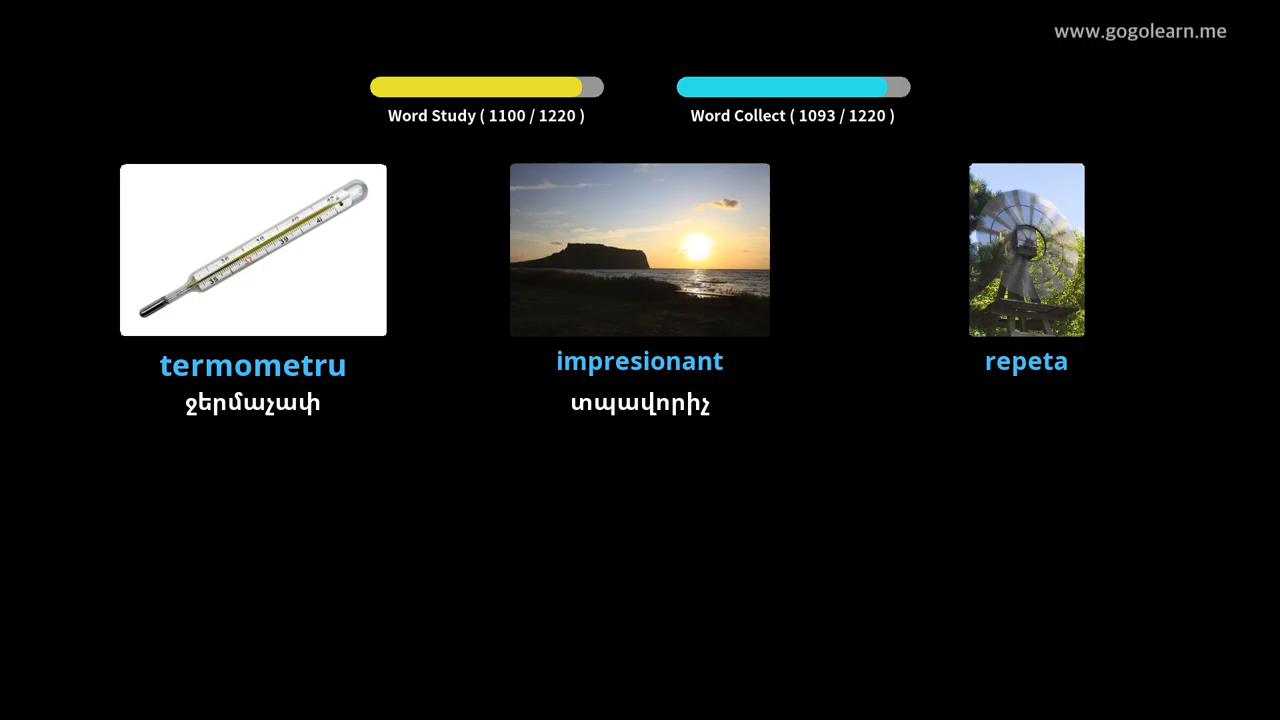 www.gogolearn.me
Word Study ( 1100 / 1220 )
Word Collect ( 1093 / 1220 )
termometru
impresionant
repeta
ջերմաչափ
տպավորիչ